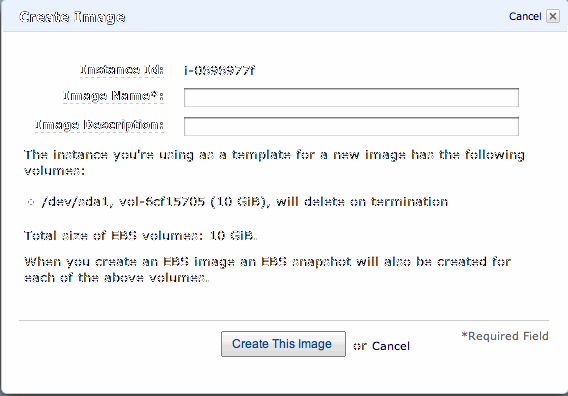 Create Image
Cancel
Instance Id: i-0595977f
Image Name*:
Image Description:
The instance you're using as a template for a new image has the following
volumes:
/dev/sda1, vol-6cf15705 (10 GiB), will delete on termination
Total size of EBS volumes: 10 GiB.
When you create an EBS image an EBS snapshot will also be created for
each of the above volumes.
*Required Field
Create This Image or Cancel